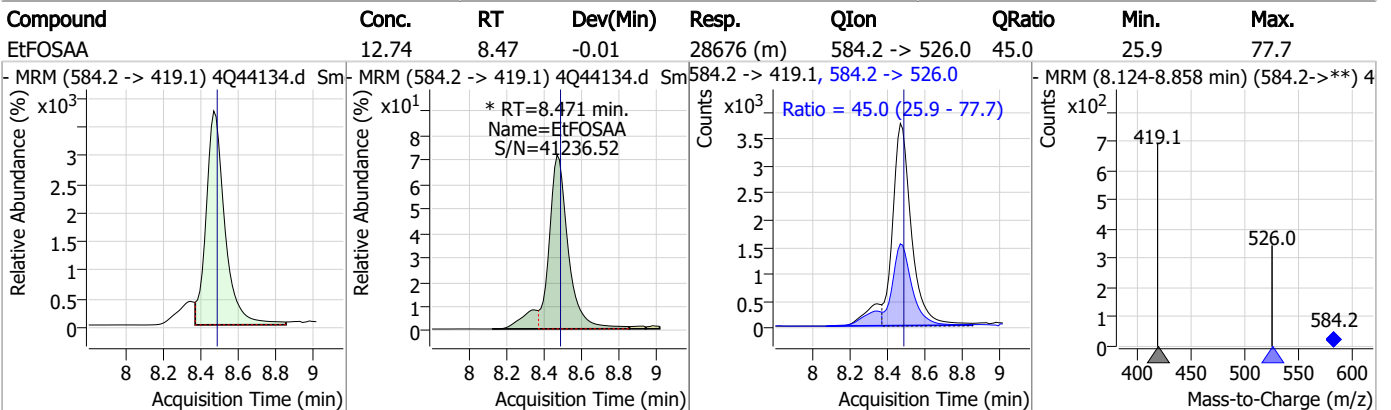 Compound Conc. RT Dev(Min) Resp. QIon QRatio Min. Max.
EtFOSAA 12.74 8.47 -0.01 28676 (m) 584.2 -> 526.0 45.0 25.9 77.7
- MRM (584.2 -> 419.1) 4Q44134.d Sm
Relative Abundance (%)
x10³
3
2.5
2
1.5
1
0.5
0
8 8.2 8.4 8.6 8.8 9
Acquisition Time (min)
- MRM (584.2 -> 419.1) 4Q44134.d Sm
Relative Abundance (%)
x10¹
* RT=8.471 min.
Name=EtFOSAA
S/N=41236.52
8
7
6
5
4
3
2
1
0
8 8.2 8.4 8.6 8.8 9
Acquisition Time (min)
584.2 -> 419.1, 584.2 -> 526.0
Counts
x10³
Ratio = 45.0 (25.9 - 77.7)
3.5
3
2.5
2
1.5
1
0.5
0
8 8.2 8.4 8.6 8.8 9
Acquisition Time (min)
- MRM (8.124-8.858 min) (584.2->**) 4
Counts
x10²
7
6
5
4
3
2
1
0
419.1
526.0
584.2
400 450 500 550 600
Mass-to-Charge (m/z)